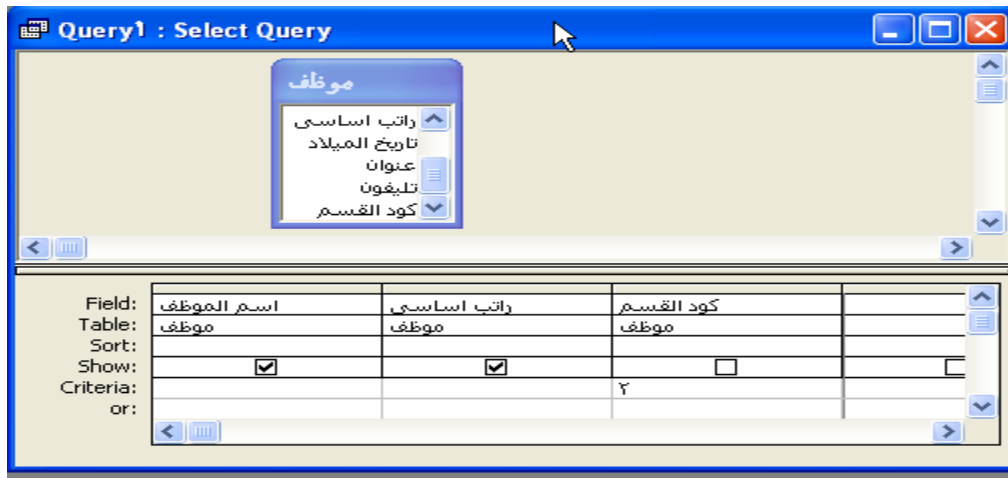 Query١ : Select Query
موظف
راتب اساسى
تاريخ الميلاد
عنوان
تليفون
كود القسم
Field: اسم الموظف راتب اساسى كود القسم
Table: موظف موظف موظف
Sort:
Show:
Criteria: ٢
or: